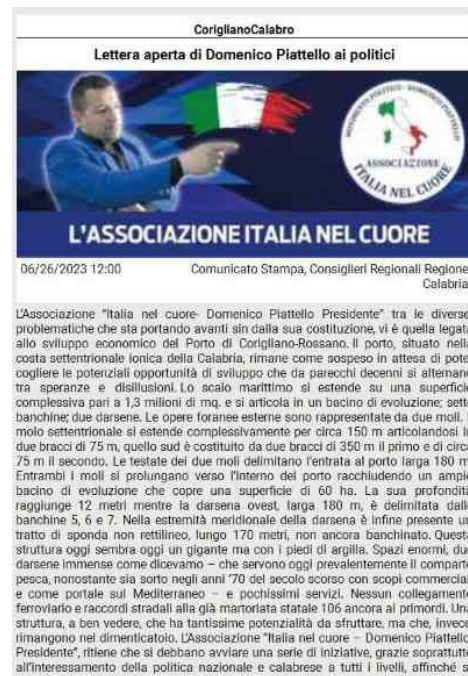 CoriglianoCalabro
Lettera aperta di Domenico Piattello ai politici
MOVIMENTO POLITICO - DOMENICO PIATTELLO
ASSOCIAZIONE
ITALIA NEL CUORE
L'ASSOCIAZIONE ITALIA NEL CUORE
06/26/2023 12:00 Comunicato Stampa, Consiglieri Regionali Regione
Calabria
L'Associazione "Italia nel cuore- Domenico Piattello Presidente" tra le diverse
problematiche che sta portando avanti sin dalla sua costituzione, vi è quella legata
allo sviluppo economico del Porto di Corigliano-Rossano. Il porto, situato nella
costa settentrionale ionica della Calabria, rimane come sospeso in attesa di pote
cogliere le potenziali opportunità di sviluppo che da parecchi decenni si alternano
tra speranze e disillusioni. Lo scalo marittimo si estende su una superficie
complessiva pari a 1,3 milioni di mq. e si articola in un bacino di evoluzione; sette
banchine; due darsene. Le opere foranee esterne sono rappresentate da due moli. I
molo settentrionale si estende complessivamente per circa 150 m articolandosi in
due bracci di 75 m, quello sud è costituito da due bracci di 350 m il primo e di circa
75 m il secondo. Le testate dei due moli delimitano l'entrata al porto larga 180 m
Entrambi i moli si prolungano verso l'interno del porto racchiudendo un ampio
bacino di evoluzione che copre una superficie di 60 ha. La sua profondità
raggiunge 12 metri mentre la darsena ovest, larga 180 m, è delimitata dalle
banchine 5, 6 e 7. Nella estremità meridionale della darsena è infine presente un
tratto di sponda non rettilineo, lungo 170 metri, non ancora banchinato. Questa
struttura oggi sembra oggi un gigante ma con i piedi di argilla. Spazi enormi, due
darsene immense come dicevamo – che servono oggi prevalentemente il comparto
pesca, nonostante sia sorto negli anni '70 del secolo scorso con scopi commercial
e come portale sul Mediterraneo – e pochissimi servizi. Nessun collegamento
ferroviario e raccordi stradali alla già martoriata statale 106 ancora ai primordi. Una
struttura, a ben vedere, che ha tantissime potenzialità da sfruttare, ma che, invece
rimangono nel dimenticatoio. L'Associazione "Italia nel cuore – Domenico Piattello
Presidente", ritiene che si debbano avviare una serie di iniziative, grazie soprattutto
all'interessamento della politica nazionale e calabrese a tutti i livelli, affinché s